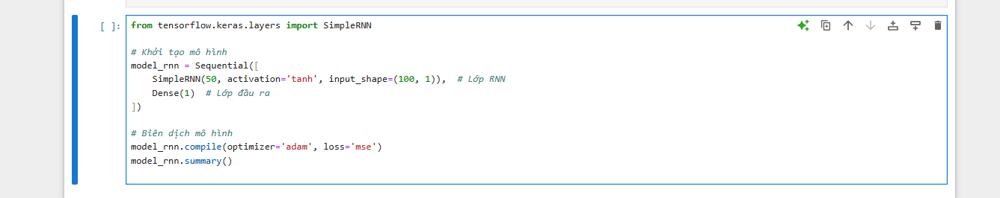 [ ]: from tensorflow.keras.layers import SimpleRNN
# Khởi tạo mô hình
model_rnn = Sequential([
    SimpleRNN(50, activation='tanh', input_shape=(100, 1)),  # Lớp RNN
    Dense(1)  # Lớp đầu ra
])
# Biên dịch mô hình
model_rnn.compile(optimizer='adam', loss='mse')
model_rnn.summary()